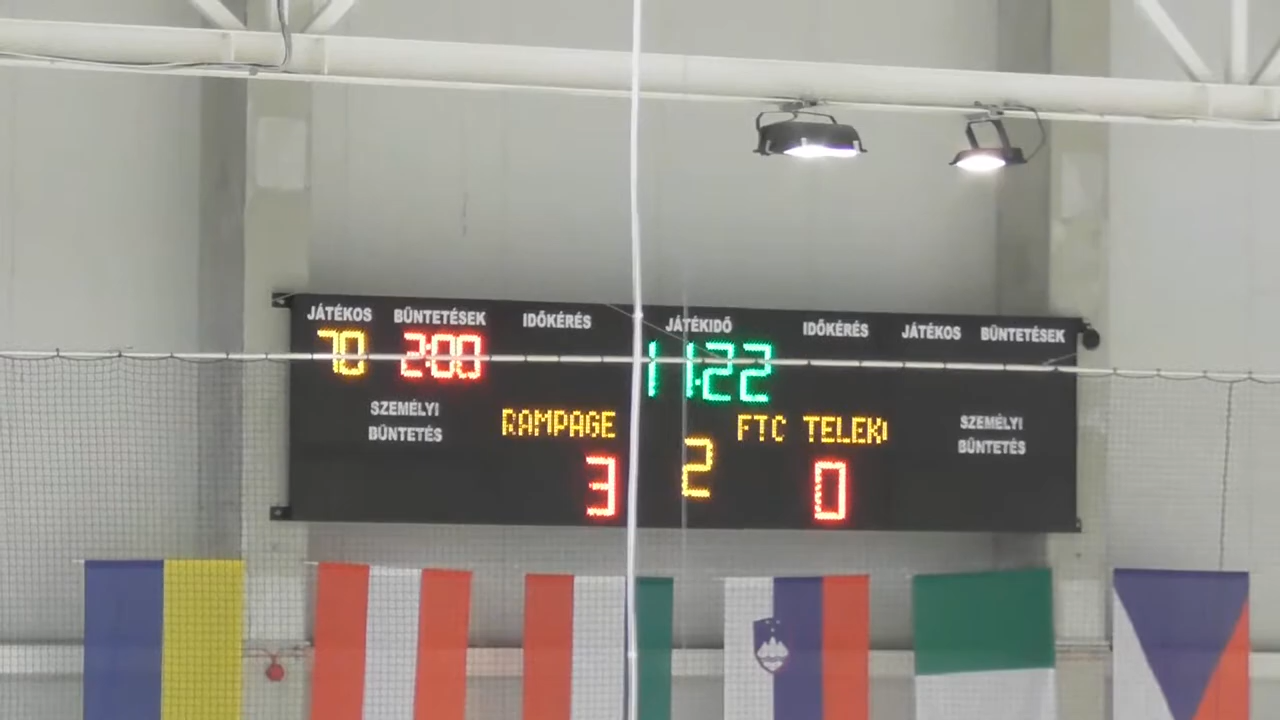 JÁTÉKOS BÜNTETÉSEK IDŐKÉRÉS JÁTÉKIDŐ IDŐKÉRÉS JÁTÉKOS BÜNTETÉSEK
70 2:00 11:22
SZEMÉLYI BÜNTETÉS RAMPAGE FTC TELEK SZEMÉLYI BÜNTETÉS
3 2 0